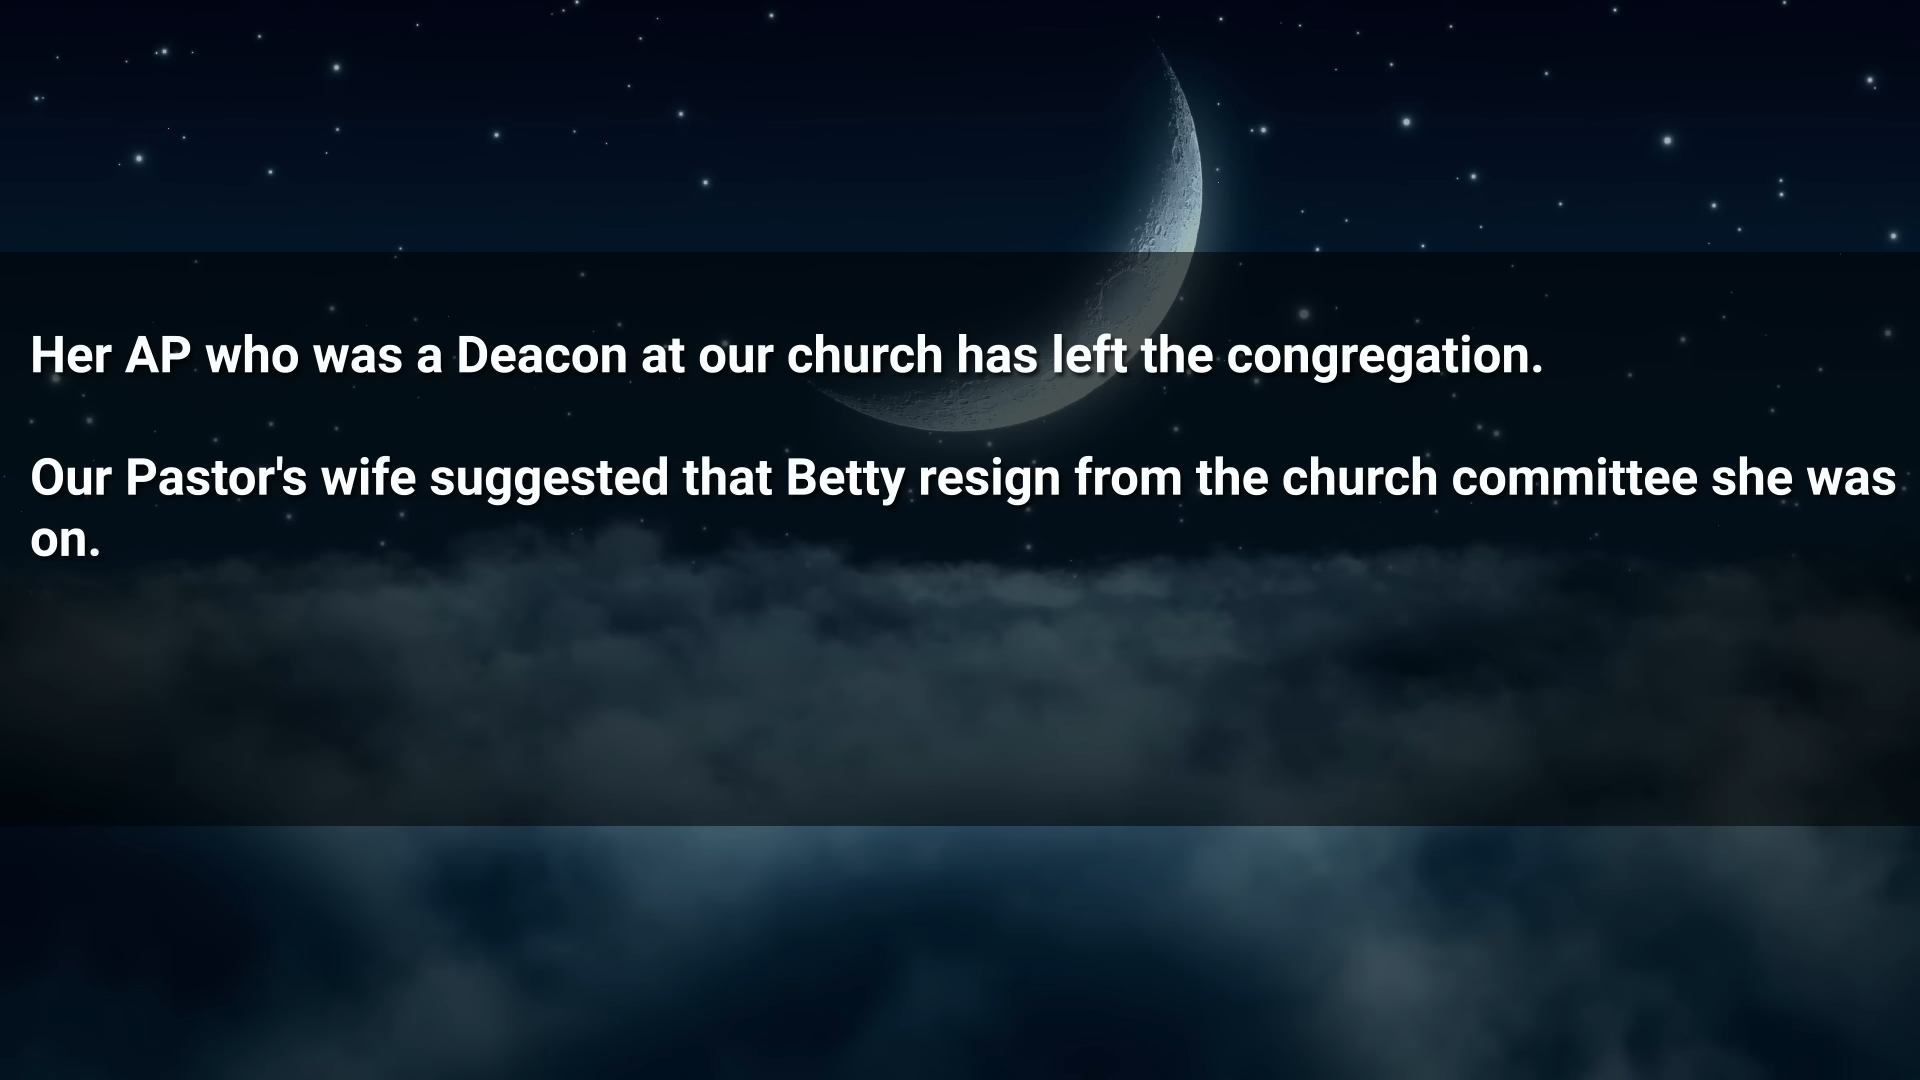 Her AP who was a Deacon at our church has left the congregation.
Our Pastor's wife suggested that Betty resign from the church committee she was
on.